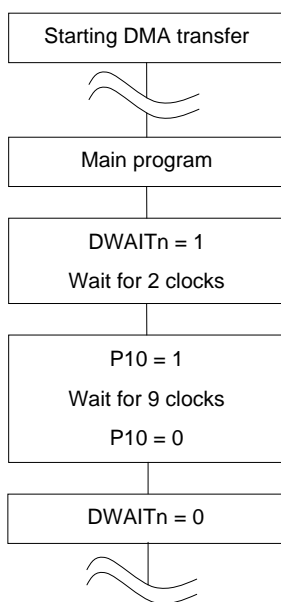 Starting DMA transfer
Main program
DWAITn = 1
Wait for 2 clocks
P10 = 1
Wait for 9 clocks
P10 = 0
DWAITn = 0